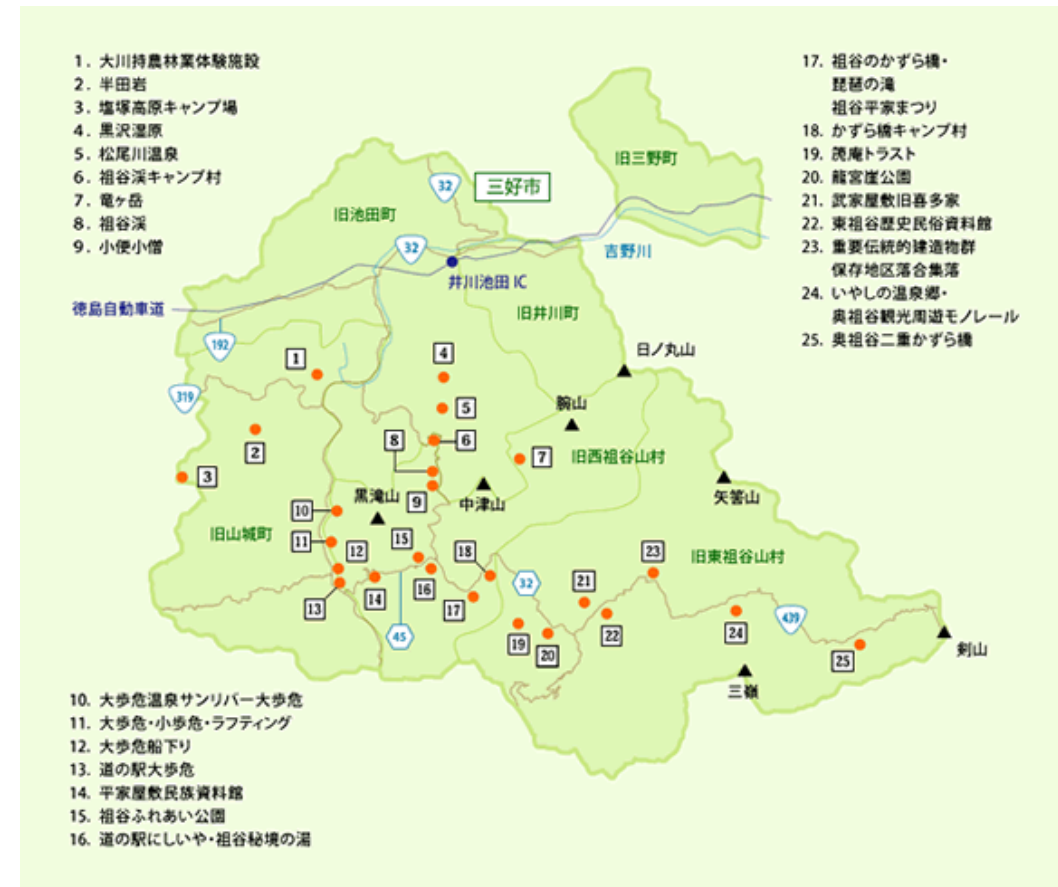 1. 大川持農林業体験施設
2. 半田岩
3. 塩塚高原キャンプ場
4. 黒沢湿原
5. 松尾川温泉
6. 祖谷渓キャンプ村
7. 竜ヶ岳
8. 祖谷渓
9. 小便小僧
17. 祖谷のかずら橋・
琵琶の滝
祖谷平家まつり
18. かずら橋キャンプ村
19. 篪庵トラスト
20. 龍宮崖公園
21. 武家屋敷旧喜多家
22. 東祖谷歴史民俗資料館
23. 重要伝統的建造物群
保存地区落合集落
24. いやしの温泉郷・
奥祖谷観光周遊モノレール
25. 奥祖谷二重かずら橋
旧三野町
32
三好市
旧池田町
32
吉野川
井川池田 IC
徳島自動車道
旧井川町
192
日ノ丸山
1
4
319
腕山
5
2
8
6
7
旧西祖谷山村
3
黒滝山
中津山
矢筈山
9
10
旧山城町
11
12
15
18
23
旧東祖谷山村
32
21
13
14
16
17
45
19
20
22
24
439
25
剣山
三嶺
10. 大歩危温泉サンリバー大歩危
11. 大歩危・小歩危・ラフティング
12. 大歩危船下り
13. 道の駅大歩危
14. 平家屋敷民族資料館
15. 祖谷ふれあい公園
16. 道の駅にしいや・祖谷秘境の湯